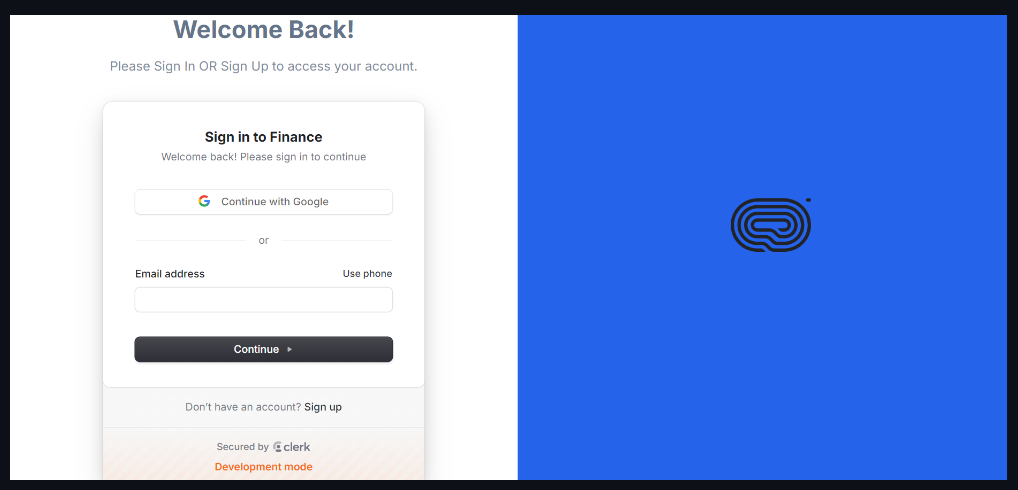 Welcome Back!
Please Sign In OR Sign Up to access your account.
Sign in to Finance
Welcome back! Please sign in to continue
Continue with Google
or
Email address Use phone
Continue
Don't have an account? Sign up
Secured by clerk
Development mode